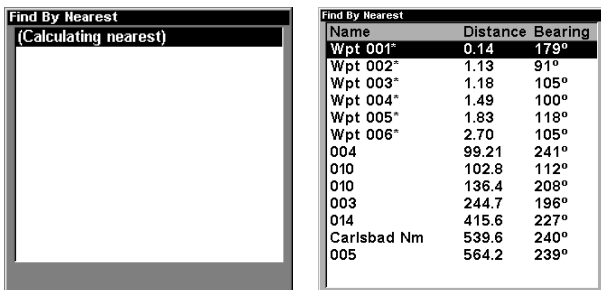 Find By Nearest
(Calculating nearest)
Find By Nearest
Name Distance Bearing
Wpt 001* 0.14 179º
Wpt 002* 1.13 91º
Wpt 003* 1.18 105º
Wpt 004* 1.49 100º
Wpt 005* 1.83 118º
Wpt 006* 2.70 105º
004 99.21 241º
010 102.8 112º
010 136.4 208º
003 244.7 196º
014 415.6 227º
Carlsbad Nm 539.6 240º
005 564.2 239º